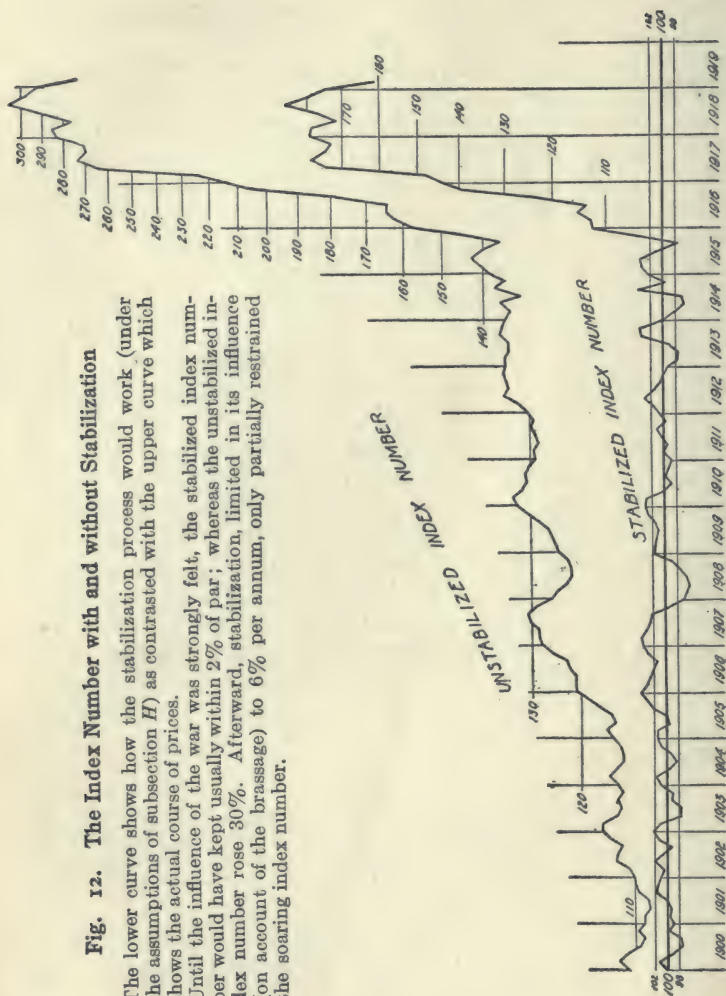 Fig. 12. The Index Number with and without Stabilization
The lower curve shows how the stabilization process would work (under
he assumptions of subsection H) as contrasted with the upper curve which
hows the actual course of prices.
Until the influence of the war was strongly felt, the stabilized index num-
ber would have kept usually within 2% of par; whereas the unstabilized in-
dex number rose 30%. Afterward, stabilization, limited in its influence
on account of the brassage) to 6% per annum, only partially restrained
he soaring index number.
300
290
280
270
260
250
240
230
220
210
200
190
180
170
160
150
140
130
120
110
UNSTABILIZED INDEX NUMBER
170
180
150
140
130
120
110
STABILIZED INDEX NUMBER
102
100
98
102
100
98
1900 1901 1902 1903 1904 1905 1906 1907 1908 1909 1910 1911 1912 1913 1914 1915 1916 1917 1918 1919